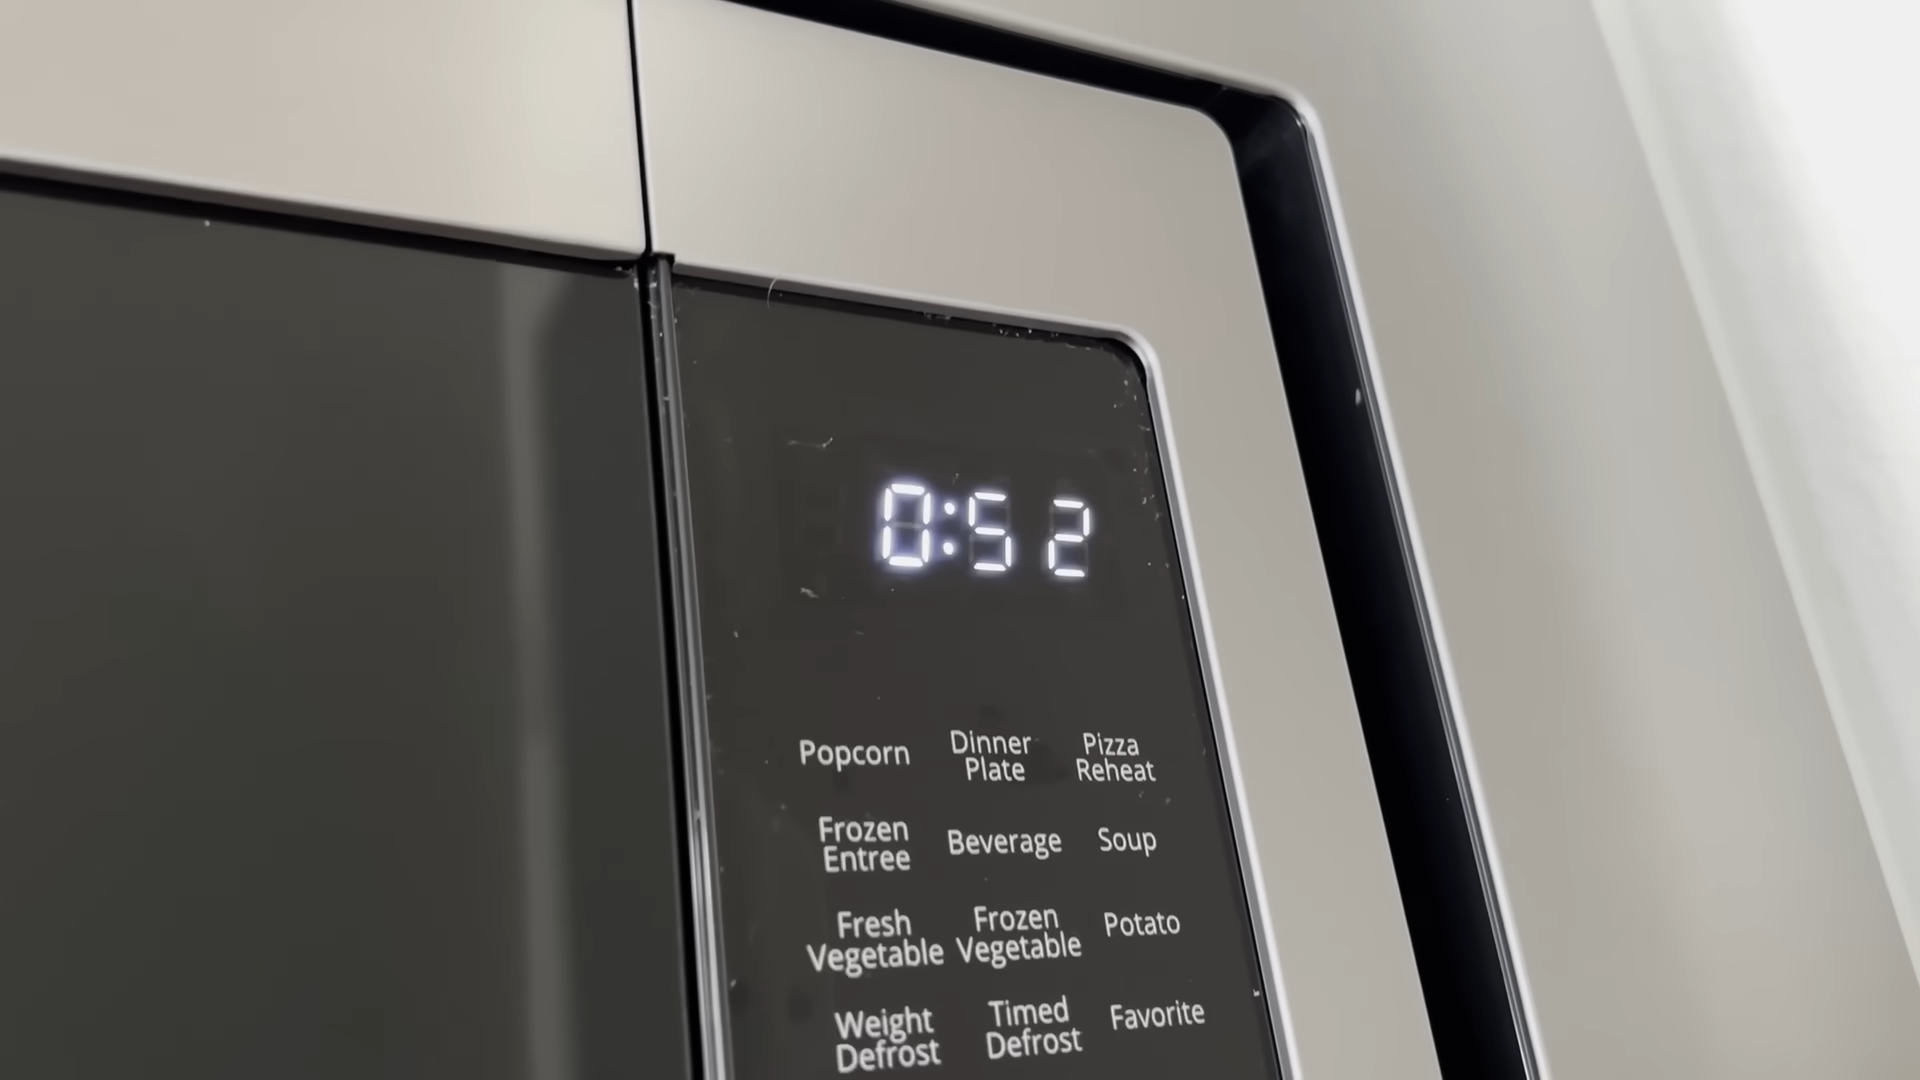 0:52
Popcorn
Dinner
Plate
Pizza
Reheat
Frozen
Entree
Beverage
Soup
Fresh
Vegetable
Frozen
Vegetable
Potato
Weight
Defrost
Timed
Defrost
Favorite